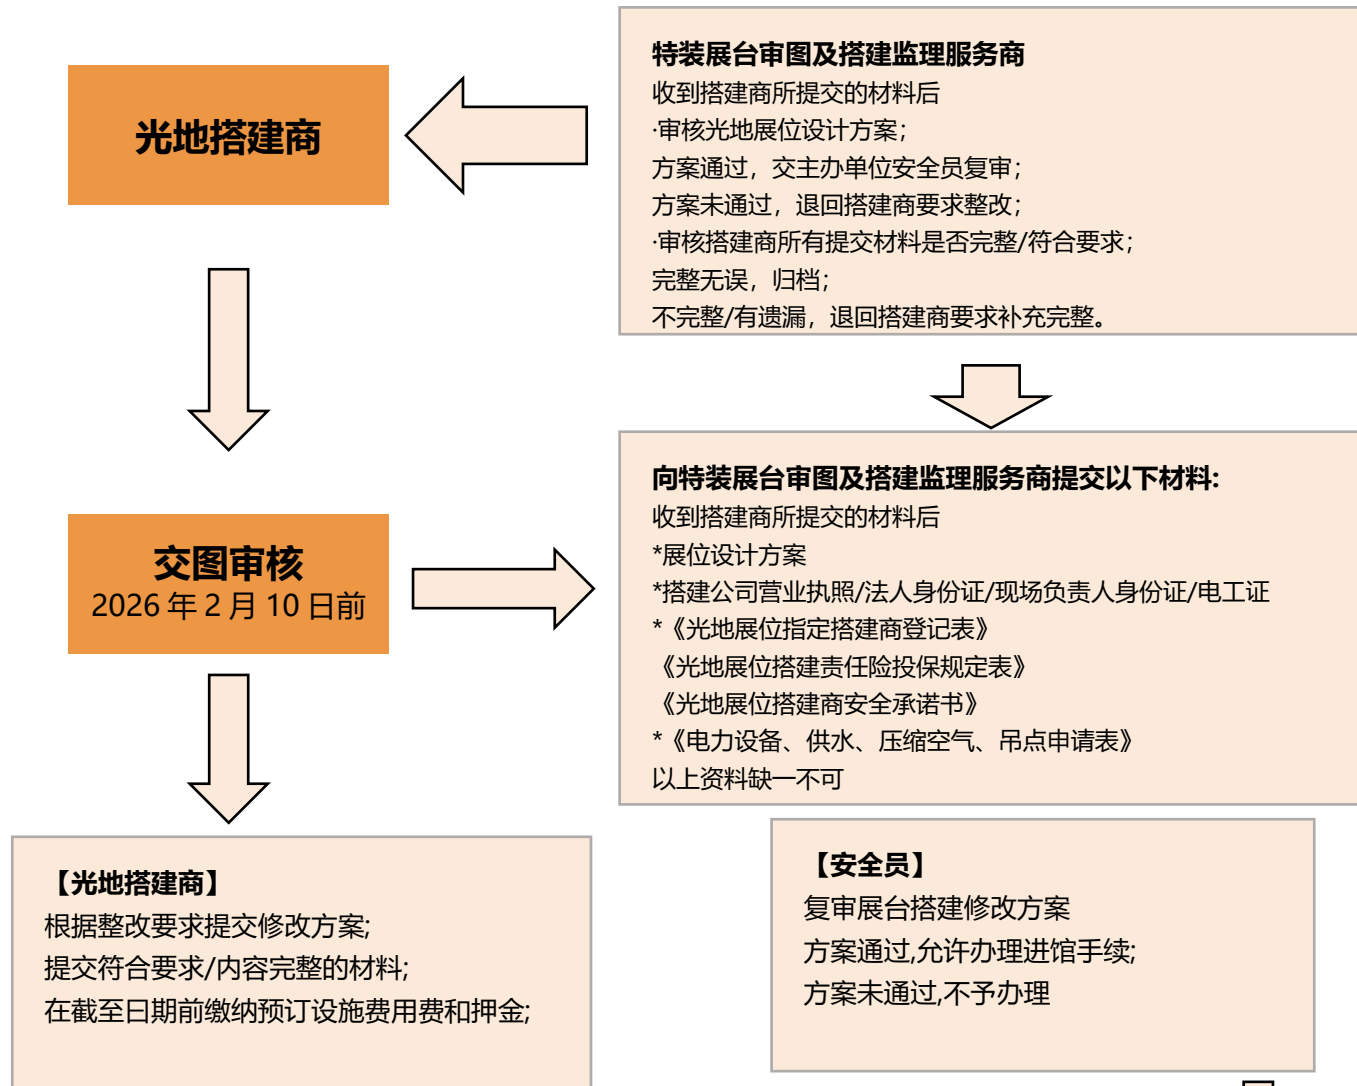 光地搭建商
特装展台审图及搭建监理服务商
收到搭建商所提交的材料后
·审核光地展位设计方案；
方案通过，交主办单位安全员复审；
方案未通过，退回搭建商要求整改；
·审核搭建商所有提交材料是否完整/符合要求；
完整无误，归档；
不完整/有遗漏，退回搭建商要求补充完整。
交图审核
2026年2月10日前
向特装展台审图及搭建监理服务商提交以下材料:
收到搭建商所提交的材料后
*展位设计方案
*搭建公司营业执照/法人身份证/现场负责人身份证/电工证
*《光地展位指定搭建商登记表》
《光地展位搭建责任险投保规定表》
《光地展位搭建商安全承诺书》
*《电力设备、供水、压缩空气、吊点申请表》
以上资料缺一不可
【光地搭建商】
根据整改要求提交修改方案;
提交符合要求/内容完整的材料;
在截至日期前缴纳预订设施费用费和押金;
【安全员】
复审展台搭建修改方案
方案通过,允许办理进馆手续;
方案未通过,不予办理